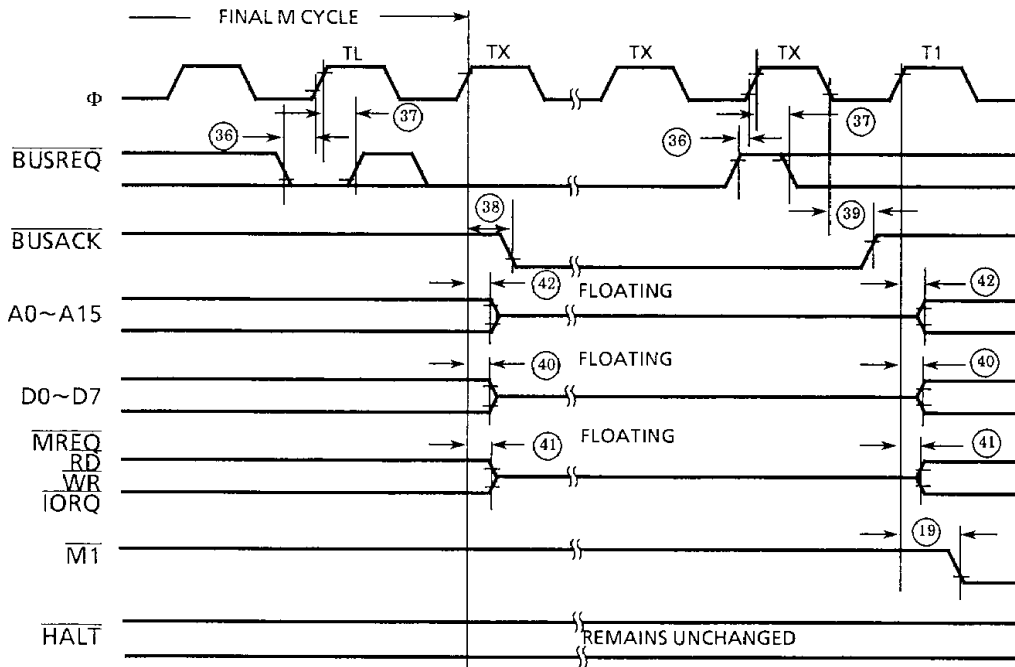 FINAL M CYCLE
TL TX TX TX T1
Φ
36 37 36 37
BUSREQ
38 39
BUSACK
42 FLOATING 42
A0~A15
40 FLOATING 40
D0~D7
MREQ 41 FLOATING 41
RD
WR
IORQ
19
M1
HALT REMAINS UNCHANGED